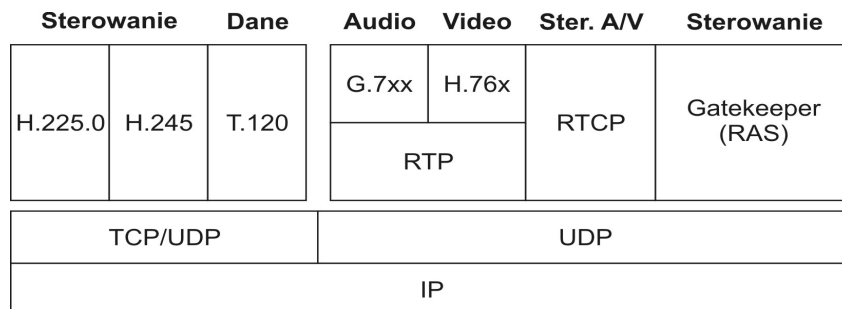 Sterowanie Dane Audio Video Ster. A/V Sterowanie
G.7xx H.76x
H.225.0 H.245 T.120 RTCP Gatekeeper
(RAS)
RTP
TCP/UDP UDP
IP